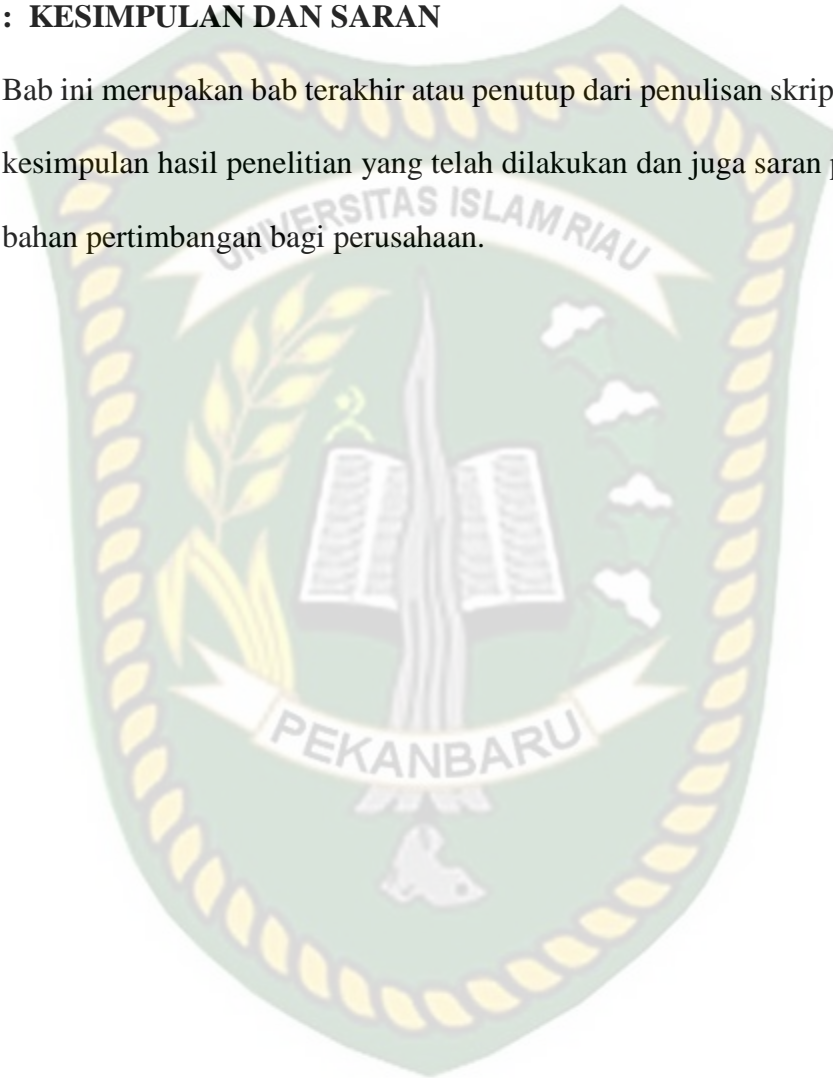 : KESIMPULAN DAN SARAN
Bab ini merupakan bab terakhir atau penutup dari penulisan skrip
kesimpulan hasil penelitian yang telah dilakukan dan juga saran p
bahan pertimbangan bagi perusahaan.
UNIVERSITAS ISLAM RIAU
PEKANBARU